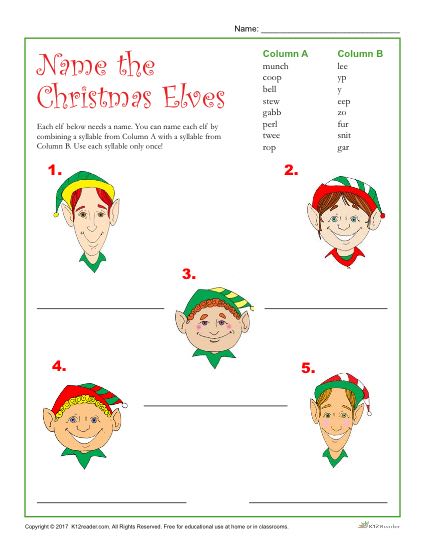 Name:
Name the
Christmas Elves
Each elf below needs a name. You can name each elf by
combining a syllable from Column A with a syllable from
Column B. Use each syllable only once!
Column A Column B
munch lee
coop yp
bell y
stew eep
gabb zo
perl fur
twee snit
rop gar
1.
2.
3.
4.
5.
Copyright © 2017 K12reader.com. All Rights Reserved. Free for educational use at home or in classrooms.
K12Reader